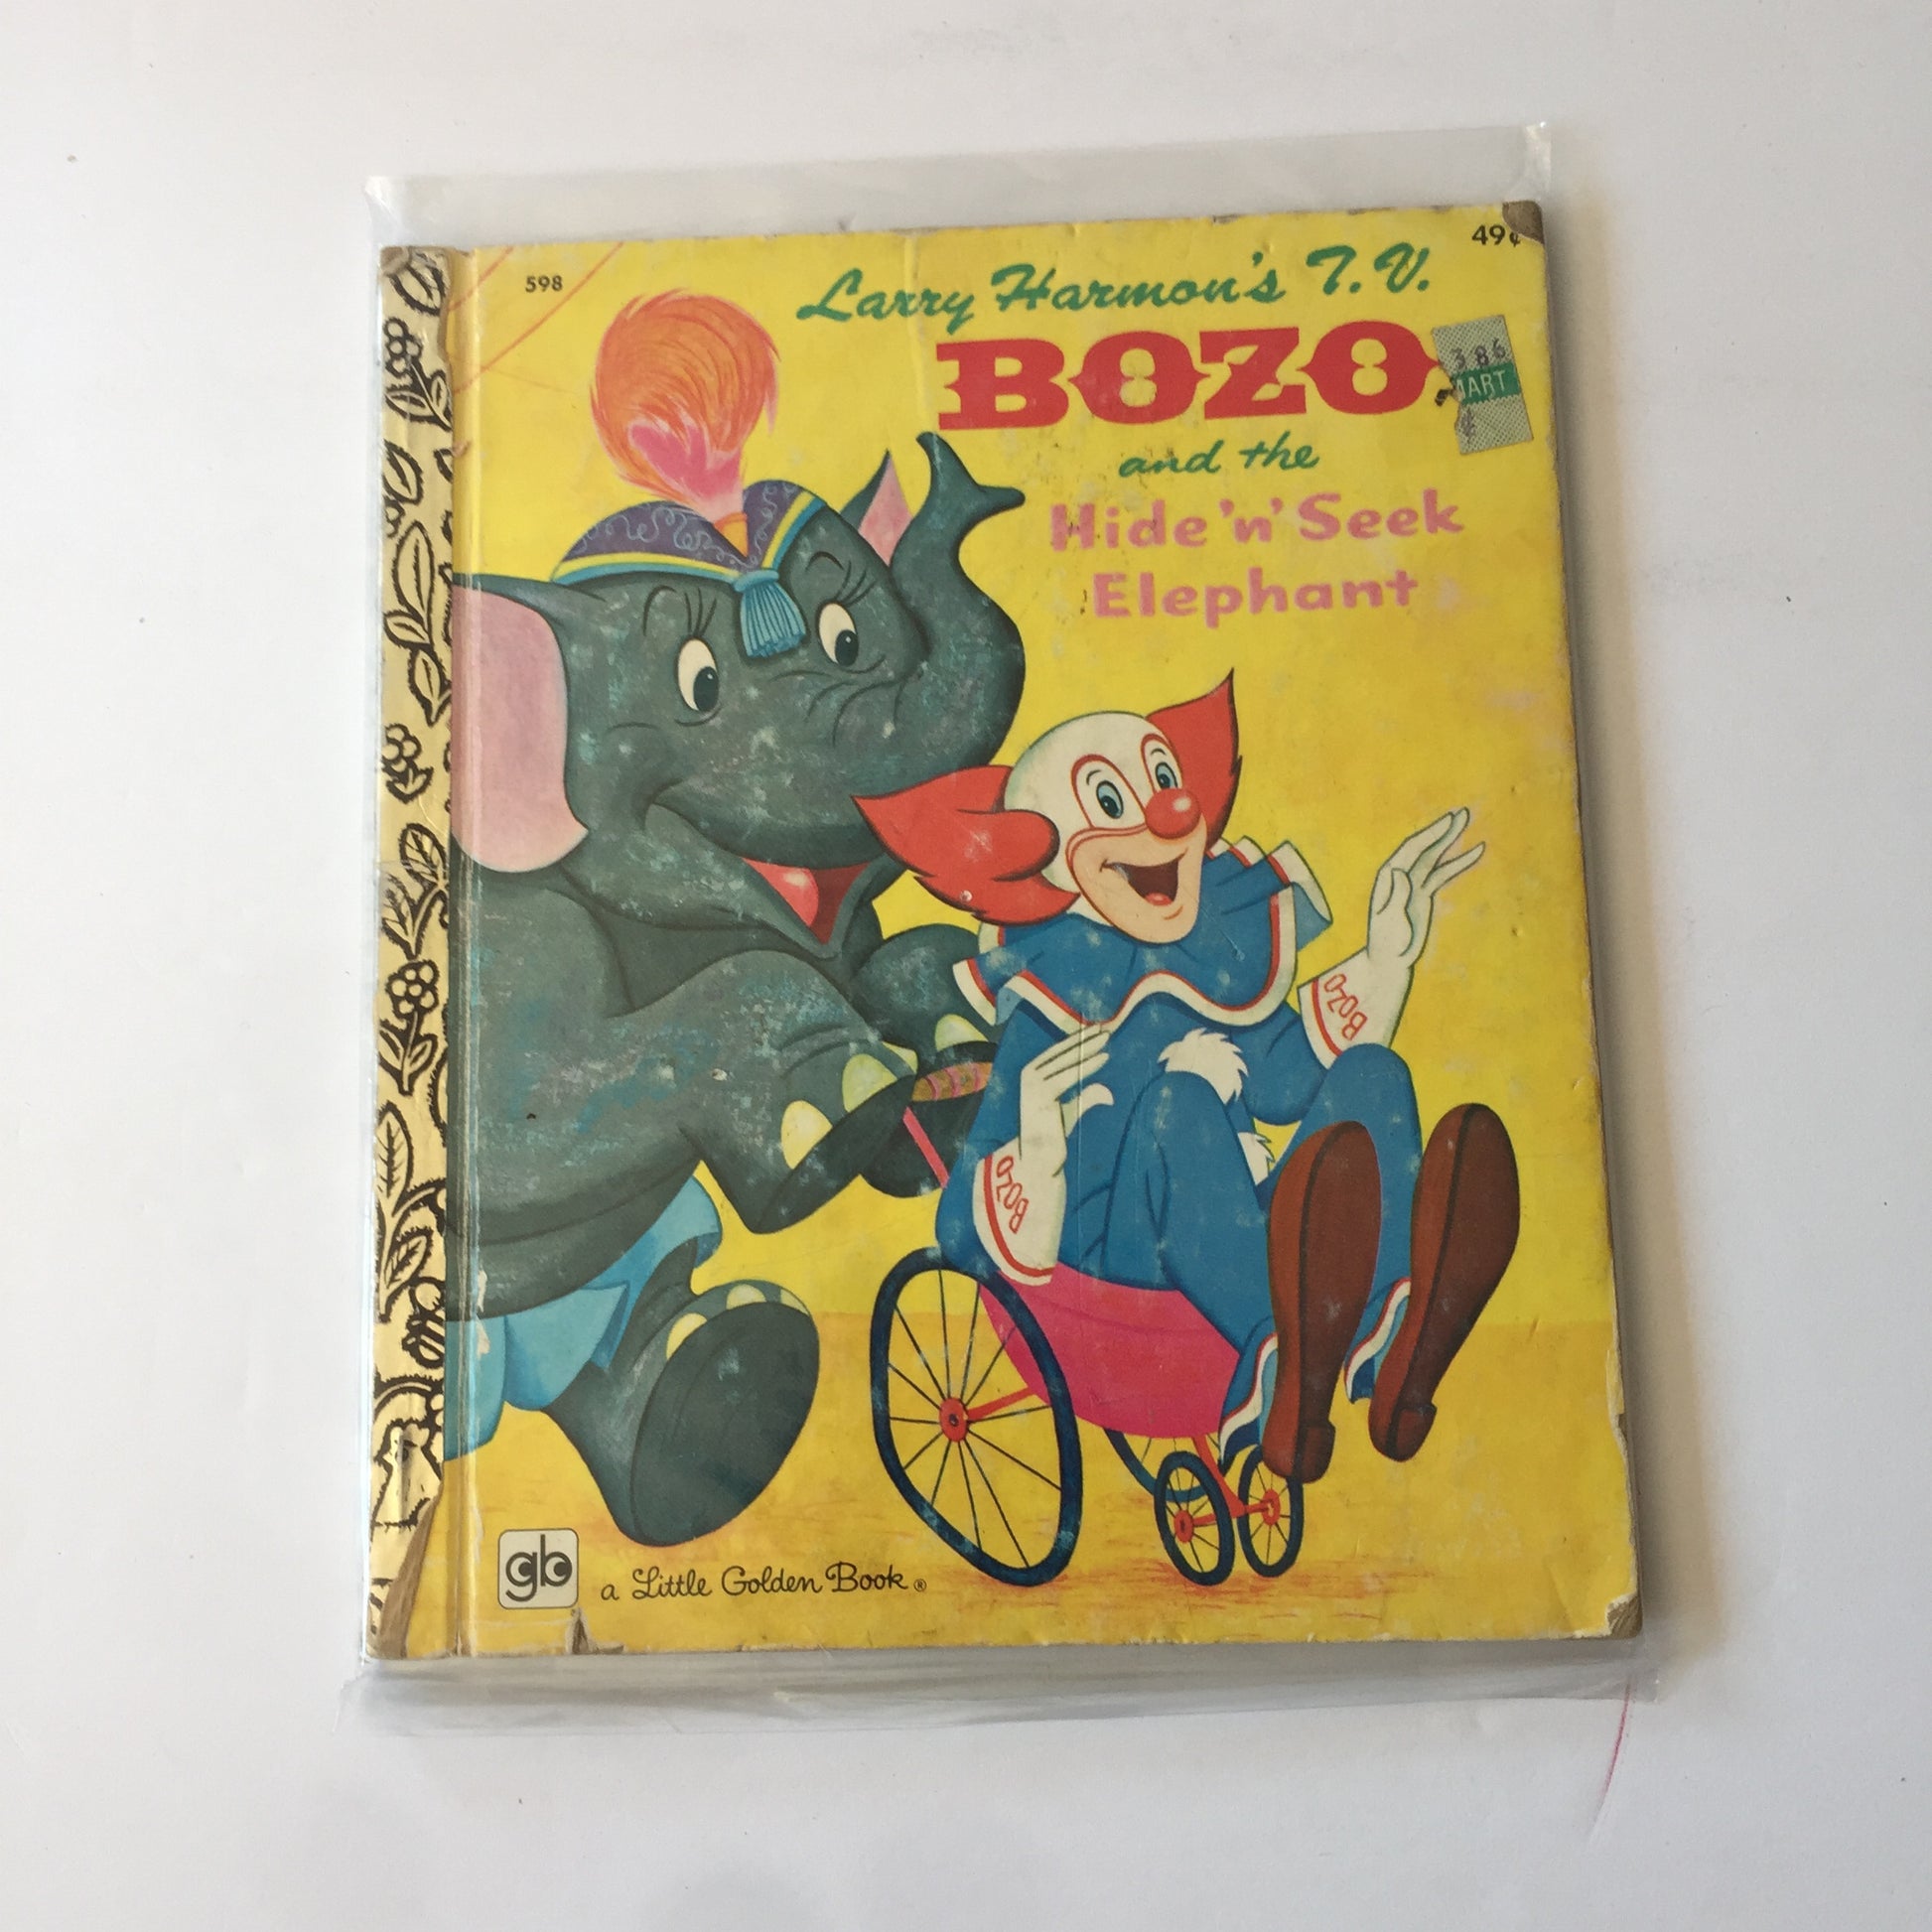 598
49¢
Larry Harmon's T.V.
BOZO
386
MART
¢
and the
Hide 'n' Seek
Elephant
BOZO
BOZO
gb
a Little Golden Book ®